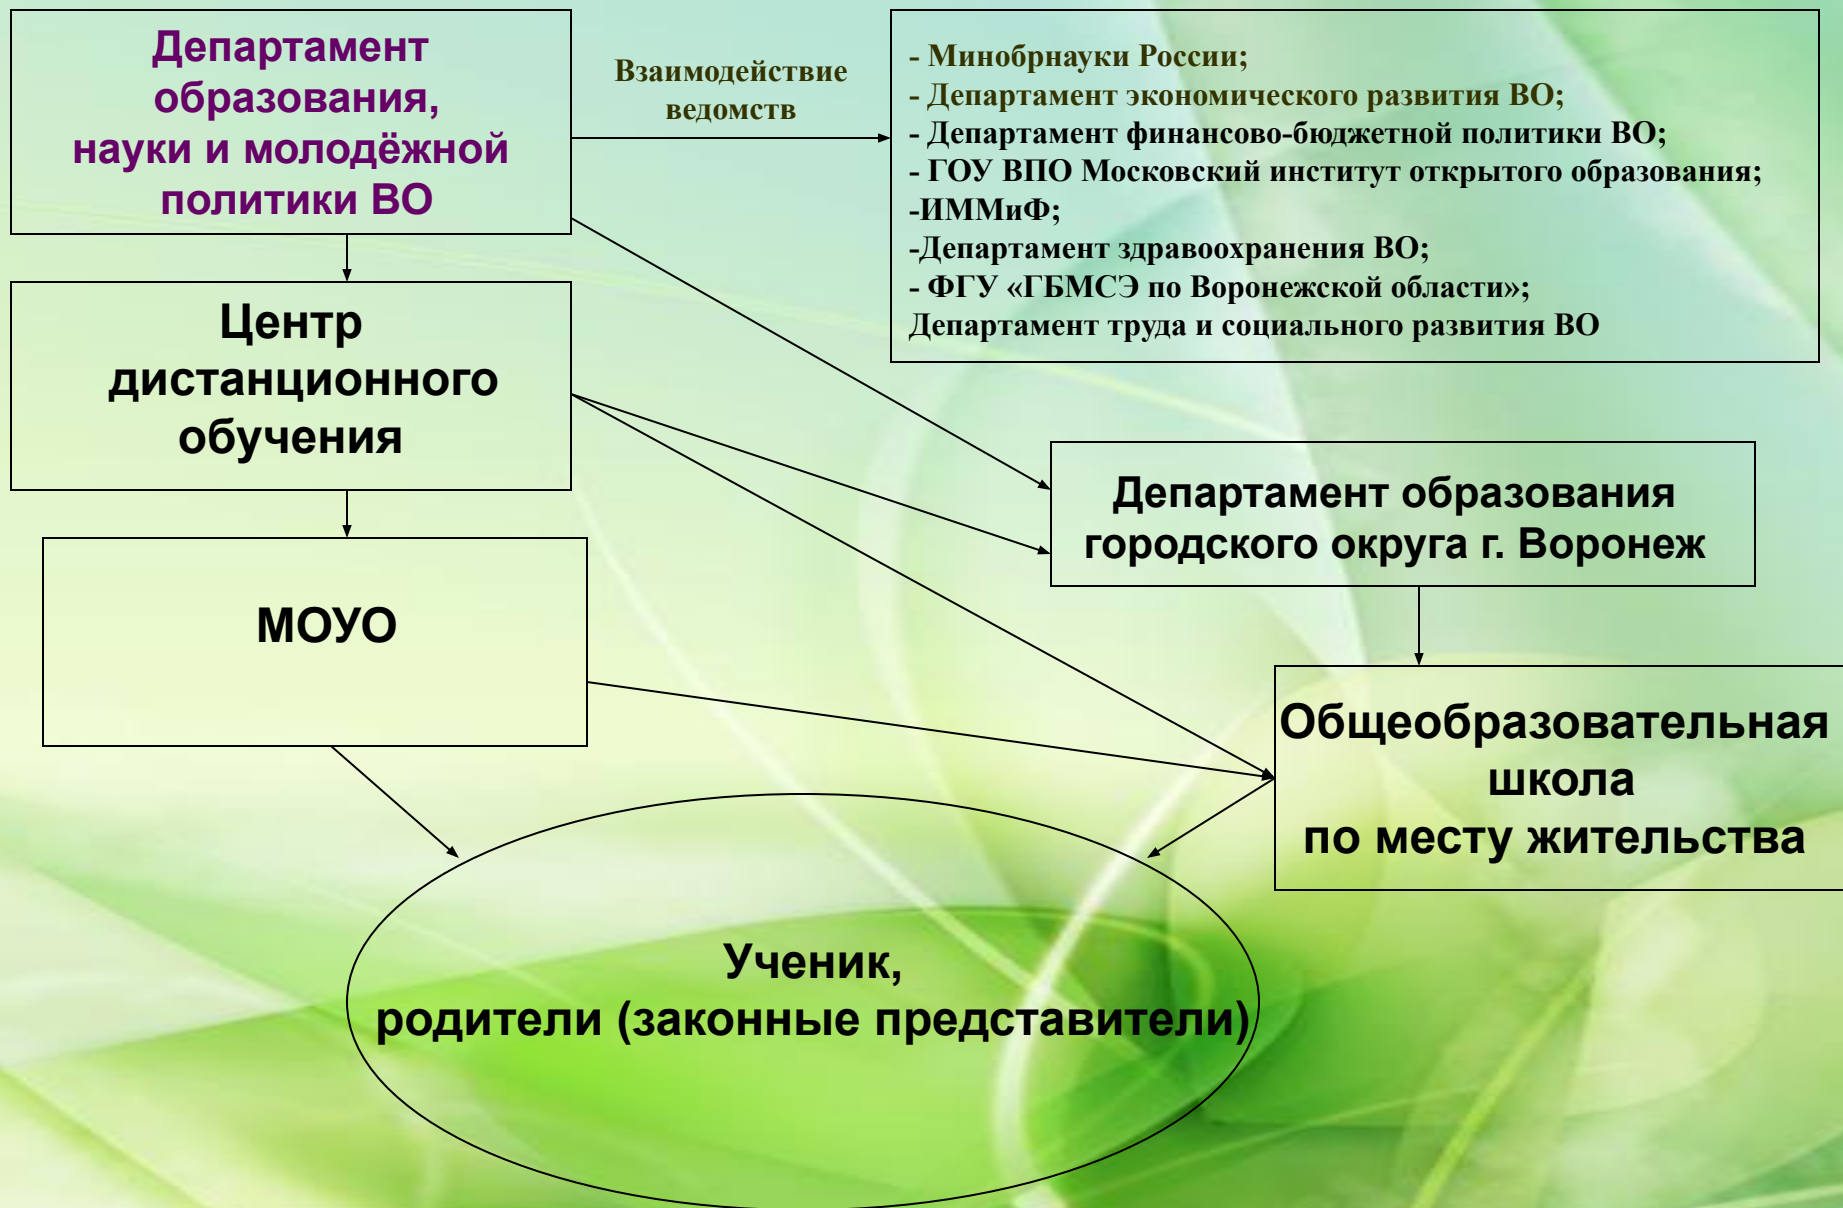 Департамент
образования,
науки и молодёжной
политики ВО
Взаимодействие
ведомств
- Минобрнауки России;
- Департамент экономического развития ВО;
- Департамент финансово-бюджетной политики ВО;
- ГОУ ВПО Московский институт открытого образования;
-ИММиФ;
-Департамент здравоохранения ВО;
- ФГУ «ГБМСЭ по Воронежской области»;
Департамент труда и социального развития ВО
Центр
дистанционного
обучения
Департамент образования
городского округа г. Воронеж
МОУО
Общеобразовательная
школа
по месту жительства
Ученик,
родители (законные представители)